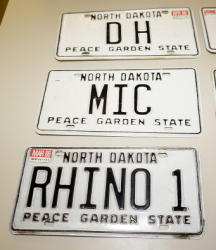 NORTH DAKOTA
DH
PEACE GARDEN STATE
NORTH DAKOTA
MIC
PEACE GARDEN STATE
NORTH DAKOTA
RHINO 1
PEACE GARDEN STATE